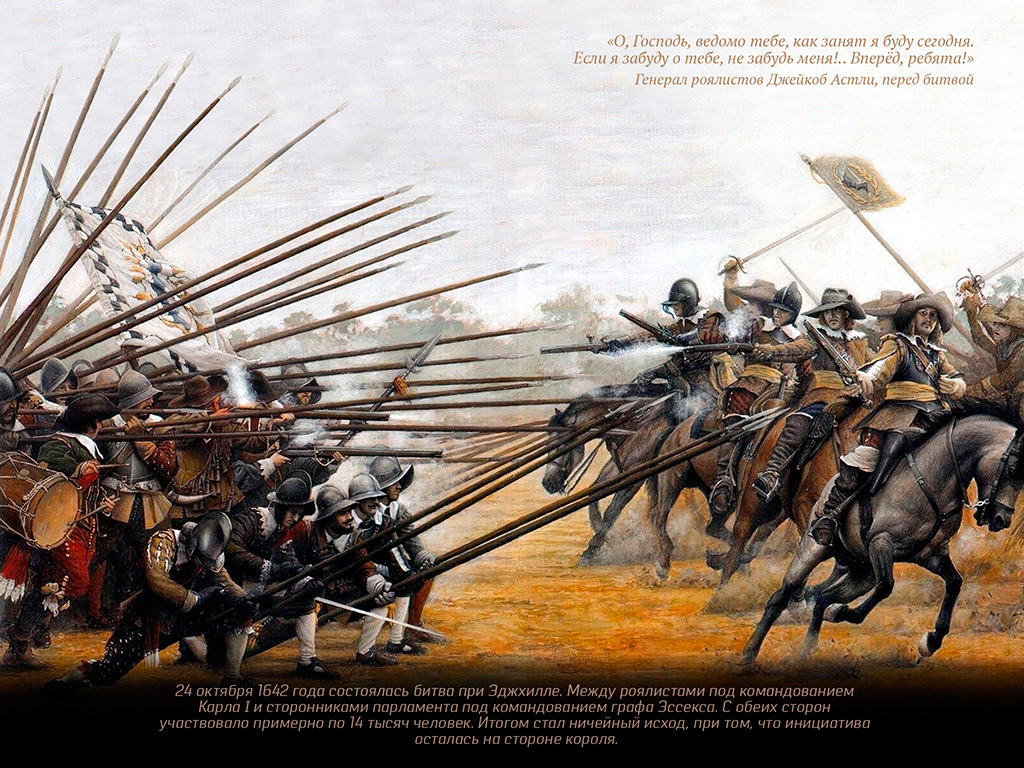 «О, Господь, ведомо тебе, как занят я буду сегодня.
Если я забуду о тебе, не забудь меня!.. Вперёд, ребята!»
Генерал роялистов Джейкоб Астли, перед битвой
24 октября 1642 года состоялась битва при Эджхилле. Между роялистами под командованием
Карла I и сторонниками парламента под командованием графа Эссекса. С обеих сторон
участвовало примерно по 14 тысяч человек. Итогом стал ничейный исход, при том, что инициатива
осталась на стороне короля.